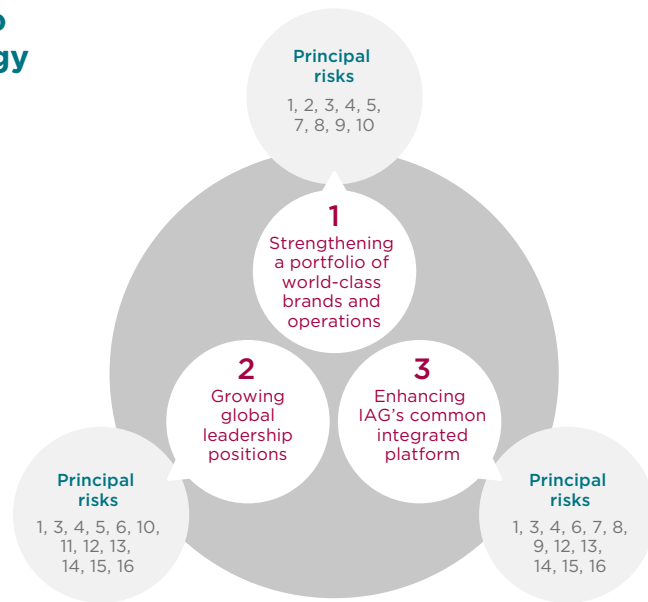 gy
Principal
risks
1, 2, 3, 4, 5,
7, 8, 9, 10
1
Strengthening
a portfolio of
world-class
brands and
operations
2
Growing
global
leadership
positions
3
Enhancing
IAG's common
integrated
platform
Principal
risks
1, 3, 4, 5, 6, 10,
11, 12, 13,
14, 15, 16
Principal
risks
1, 3, 4, 6, 7, 8,
9, 12, 13,
14, 15, 16